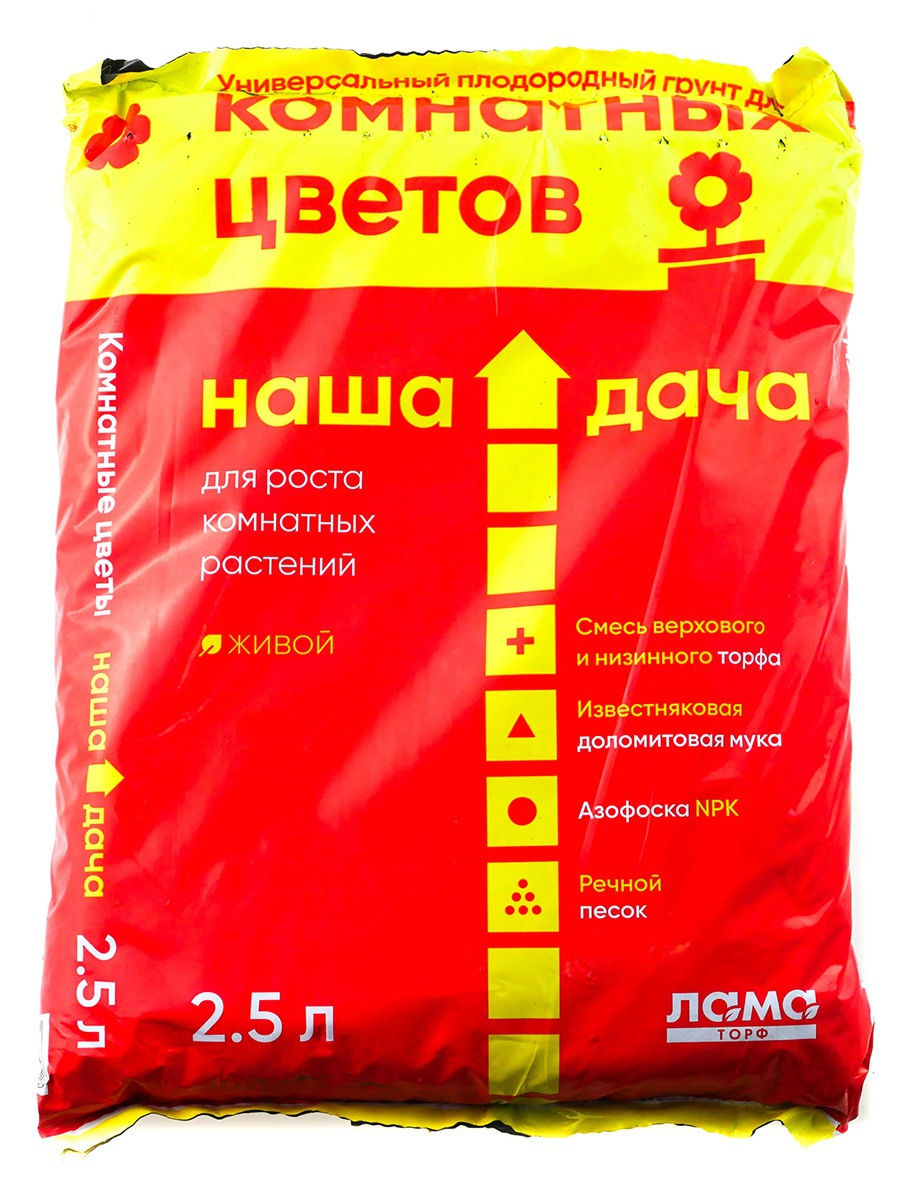 Универсальный плодородный грунт для
комнатных
цветов
наша дача
для роста
комнатных
растений
живой
Смесь верхового
и низинного торфа
Известняковая
доломитовая мука
Азофоска NPK
Речной
песок
2.5 л
лама
ТОРФ
Комнатные цветы наша дача 2.5 л